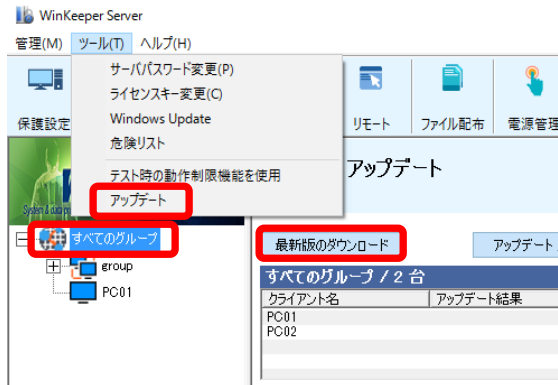 WinKeeper Server
管理(M) ツール(T) ヘルプ(H)
サーバパスワード変更(P)
ライセンスキー変更(C)
Windows Update
危険リスト
テスト時の動作制限機能を使用
アップデート
保護設定
リモート
ファイル配布
電源管理
アップデート
すべてのグループ
group
PC01
最新版のダウンロード
アップデート
すべてのグループ / 2 台
クライアント名
アップデート結果
PC01
PC02